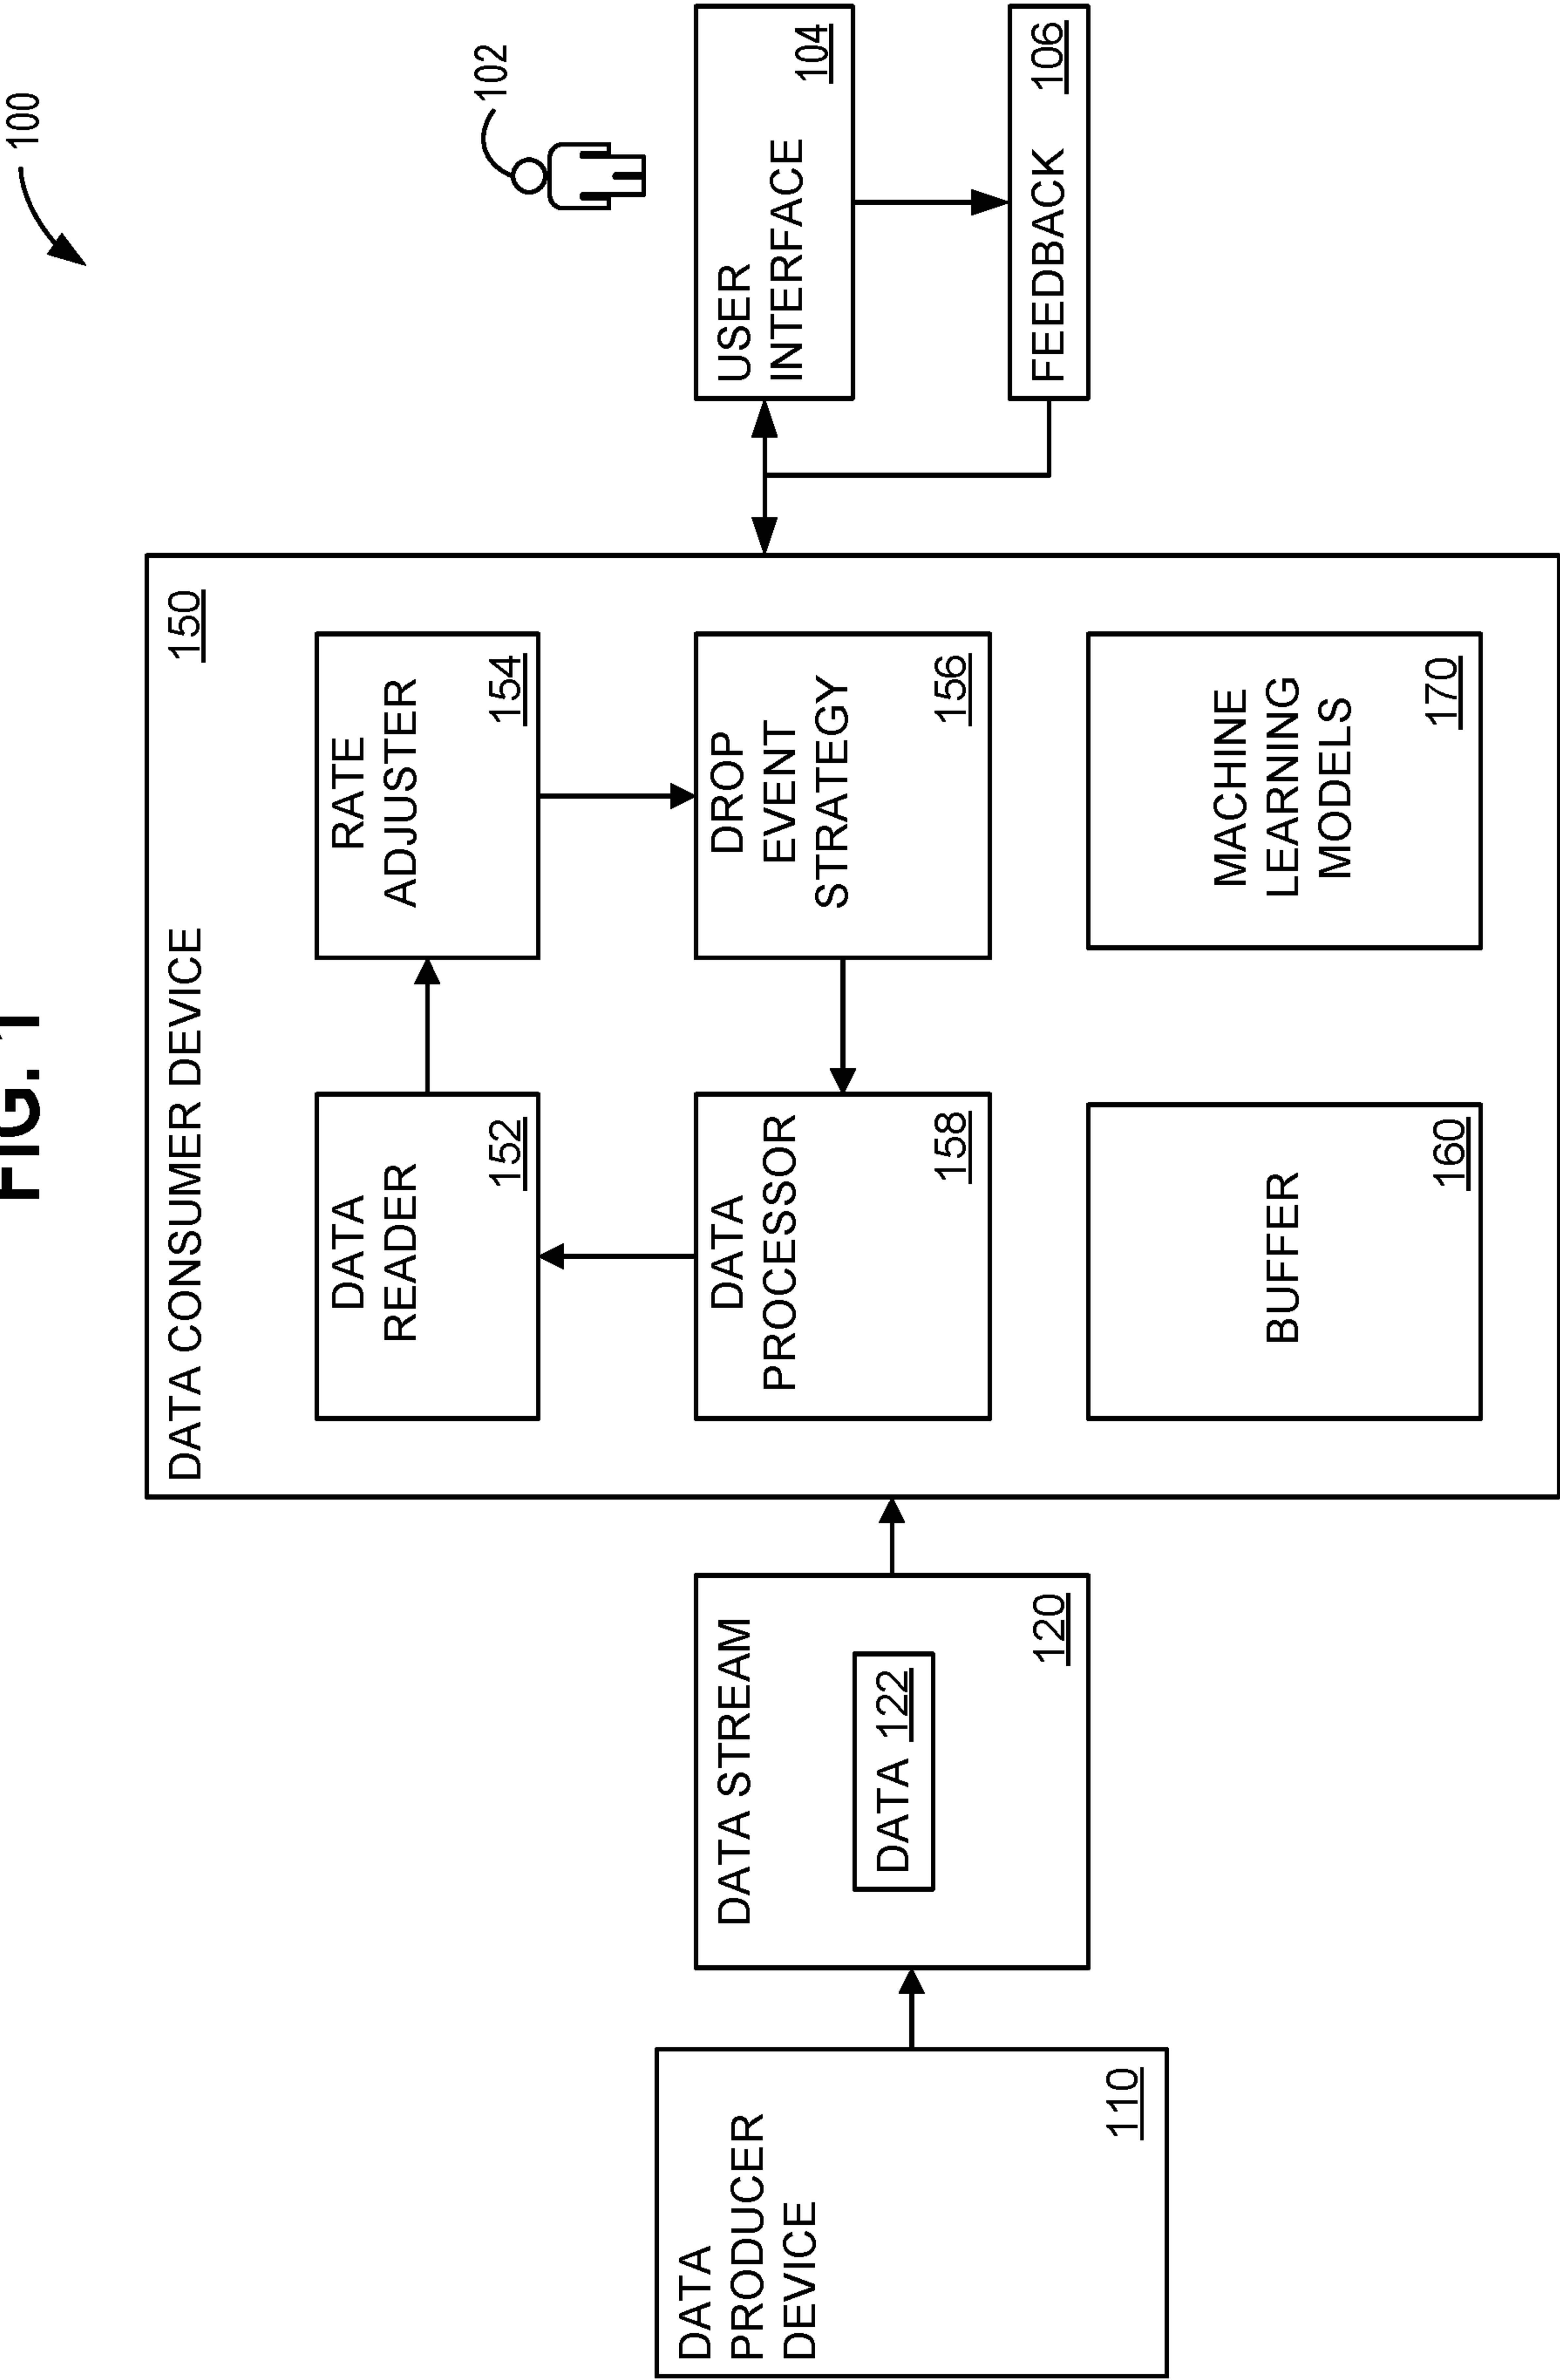 FIG. 1
100
DATA CONSUMER DEVICE
150
DATA
READER
152
RATE
ADJUSTER
154
102
DATA
PRODUCER
DEVICE
110
DATA STREAM
DATA 122
120
DATA
PROCESSOR
158
DROP
EVENT
STRATEGY
156
USER
INTERFACE
104
BUFFER
160
MACHINE
LEARNING
MODELS
170
FEEDBACK 106